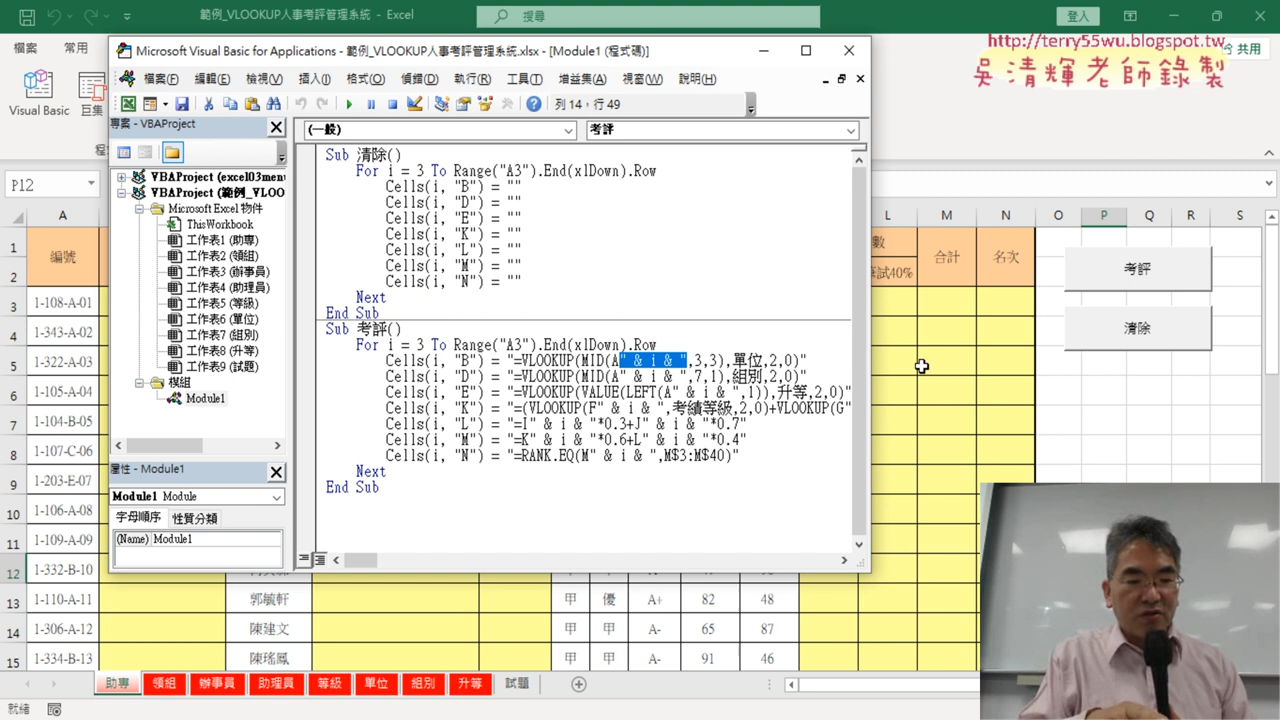 範例_VLOOKUP人事考評管理系統 - Excel
搜尋
登入
檔案
常用
共用
http://terry55wu.blogspot.tw
吳清輝老師錄製
Visual Basic
巨集
Microsoft Visual Basic for Applications - 範例_VLOOKUP人事考評管理系統.xlsx - [Module1 (程式碼)]
檔案(F) 編輯(E) 檢視(V) 插入(I) 格式(O) 偵錯(D) 執行(R) 工具(T) 增益集(A) 視窗(W) 說明(H)
列 14，行 49
專案 - VBAProject
(一般)
考評
VBAProject (excel03menu
VBAProject (範例_VLOO
Microsoft Excel 物件
ThisWorkbook
工作表1 (助專)
工作表2 (領組)
工作表3 (辦事員)
工作表4 (助理員)
工作表5 (等級)
工作表6 (單位)
工作表7 (組別)
工作表8 (升等)
工作表9 (試題)
模組
Module1
屬性 - Module1
Module1 Module
字母順序 性質分類
(Name) Module1
Sub 清除()
For i = 3 To Range("A3").End(xlDown).Row
Cells(i, "B") = ""
Cells(i, "D") = ""
Cells(i, "E") = ""
Cells(i, "K") = ""
Cells(i, "L") = ""
Cells(i, "M") = ""
Cells(i, "N") = ""
Next
End Sub
Sub 考評()
For i = 3 To Range("A3").End(xlDown).Row
Cells(i, "B") = "=VLOOKUP(MID(A" & i & ",3,3),單位,2,0)"
Cells(i, "D") = "=VLOOKUP(MID(A" & i & ",7,1),組別,2,0)"
Cells(i, "E") = "=VLOOKUP(VALUE(LEFT(A" & i & ",1)),升等,2,0)"
Cells(i, "K") = "=(VLOOKUP(F" & i & ",考績等級,2,0)+VLOOKUP(G"
Cells(i, "L") = "=I" & i & "*0.3+J" & i & "*0.7"
Cells(i, "M") = "=K" & i & "*0.6+L" & i & "*0.4"
Cells(i, "N") = "=RANK.EQ(M" & i & ",M$3:M$40)"
Next
End Sub
P12
A L M N O P Q R S
1 編號 數 合計 名次 考評
2 筆試40%
3 1-108-A-01
4 1-343-A-02 清除
5 1-322-A-03
6 1-105-A-04
7 1-104-B-05
8 1-107-C-06
9 1-203-E-07
10 1-106-A-08
11 1-109-A-09
12 1-332-B-10
13 1-110-A-11 郭毓軒 甲 優 A+ 82 48
14 1-306-A-12 陳建文 甲 甲 A- 65 87
15 1-334-B-13 陳瑤鳳 甲 甲 A- 91 46
助專 領組 辦事員 助理員 等級 單位 組別 升等 試題
就緒